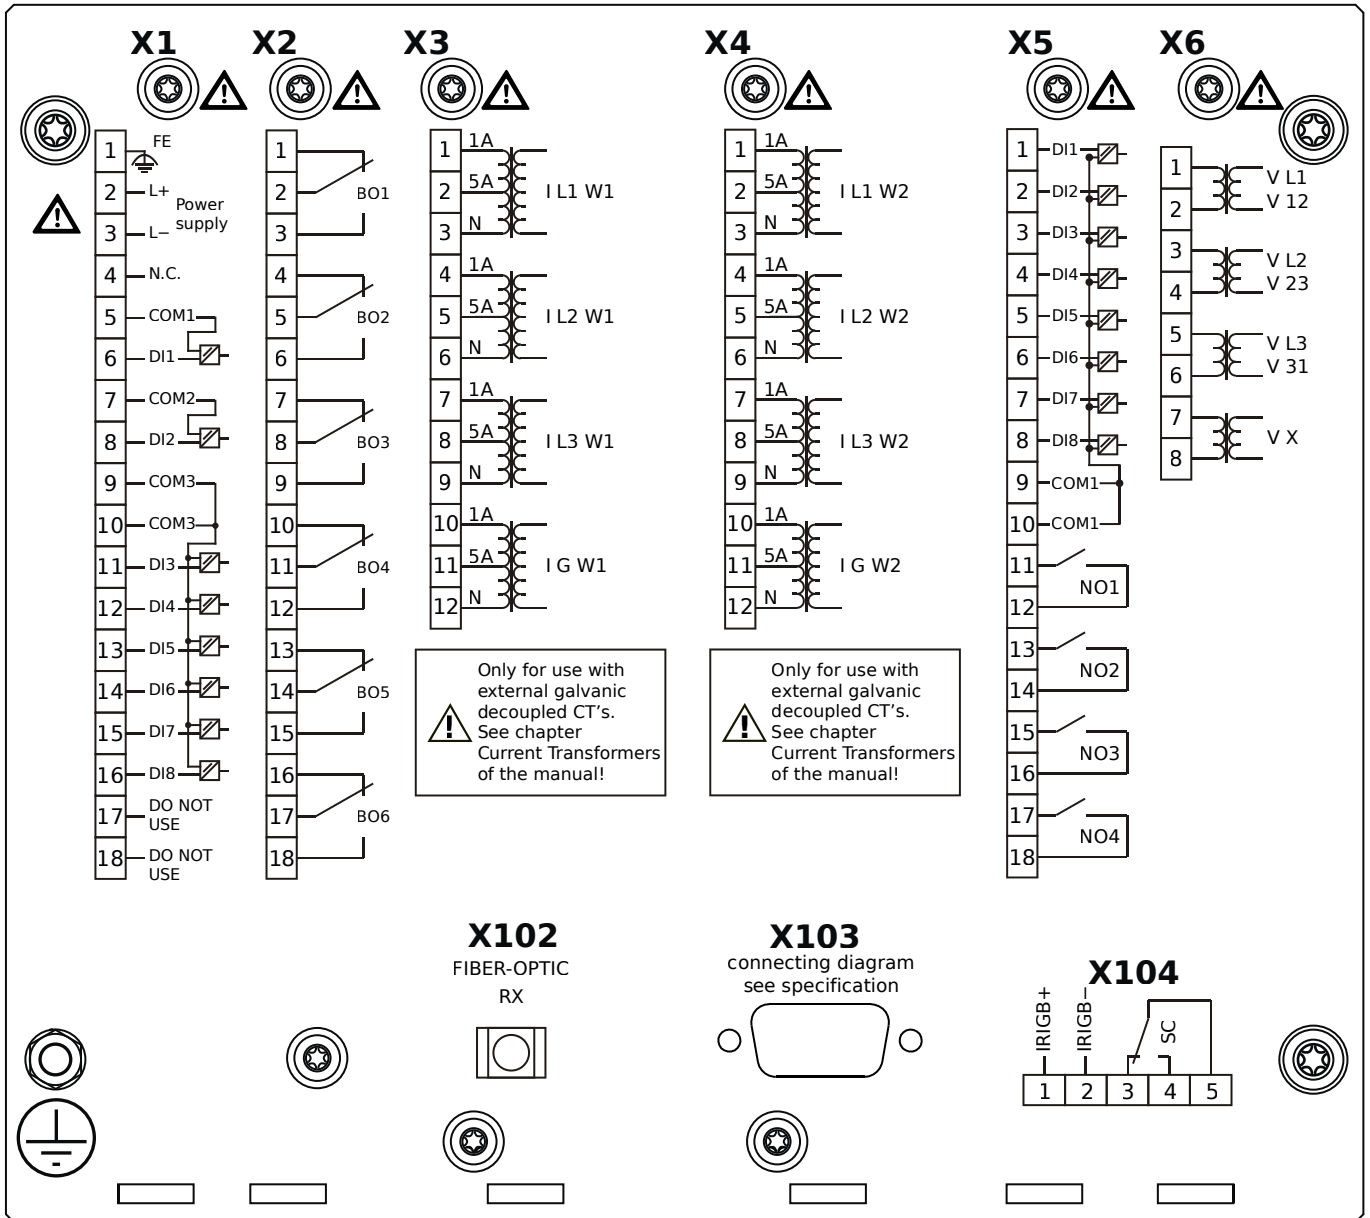 X1
X2
X3
X4
X5
X6
1
FE
2
L+
Power
supply
3
L−
4
N.C.
5
COM1
6
DI1
7
COM2
8
DI2
9
COM3
10
COM3
11
DI3
12
DI4
13
DI5
14
DI6
15
DI7
16
DI8
17
DO NOT
USE
18
DO NOT
USE
1
2
BO1
3
4
5
BO2
6
7
8
BO3
9
10
11
BO4
12
13
14
BO5
15
16
17
BO6
18
1
1A
2
5A
I L1 W1
3
N
4
1A
5
5A
I L2 W1
6
N
7
1A
8
5A
I L3 W1
9
N
10
1A
11
5A
I G W1
12
N
Only for use with
external galvanic
decoupled CT's.
See chapter
Current Transformers
of the manual!
1
1A
2
5A
I L1 W2
3
N
4
1A
5
5A
I L2 W2
6
N
7
1A
8
5A
I L3 W2
9
N
10
1A
11
5A
I G W2
12
N
Only for use with
external galvanic
decoupled CT's.
See chapter
Current Transformers
of the manual!
1
DI1
2
DI2
3
DI3
4
DI4
5
DI5
6
DI6
7
DI7
8
DI8
9
COM1
10
COM1
11
NO1
12
13
NO2
14
15
NO3
16
17
NO4
18
1
V L1
2
V 12
3
V L2
4
V 23
5
V L3
6
V 31
7
V X
8
X102
FIBER-OPTIC
RX
X103
connecting diagram
see specification
X104
IRIGB+
IRIGB−
SC
1 2 3 4 5